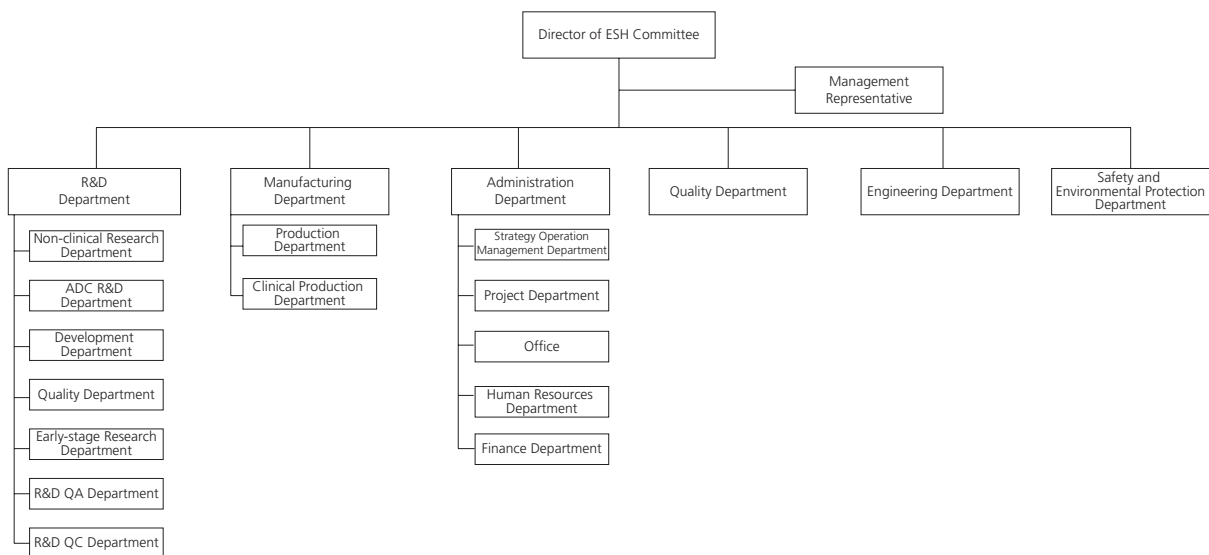 Director of ESH Committee
Management
Representative
R&D
Department
Manufacturing
Department
Administration
Department
Quality Department
Engineering Department
Safety and
Environmental Protection
Department
Non-clinical Research
Department
ADC R&D
Department
Development
Department
Quality Department
Early-stage Research
Department
R&D QA Department
R&D QC Department
Production
Department
Clinical Production
Department
Strategy Operation
Management Department
Project Department
Office
Human Resources
Department
Finance Department